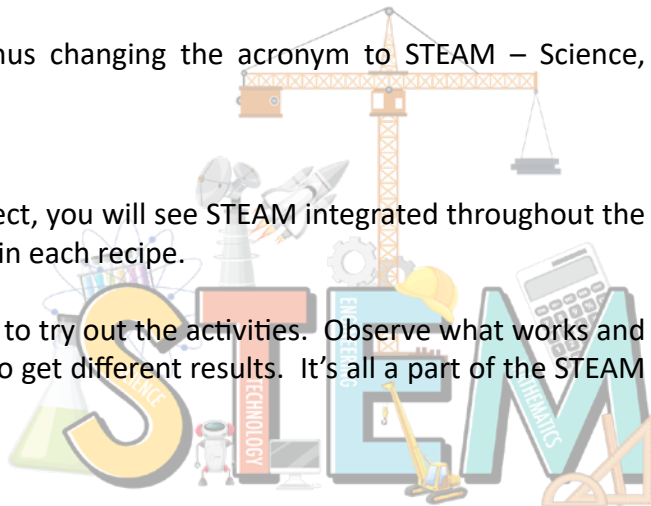 nus changing the acronym to STEAM – Science,
ect, you will see STEAM integrated throughout the
in each recipe.
to try out the activities. Observe what works and
o get different results. It's all a part of the STEAM
STEM
SCIENCE
TECHNOLOGY
ENGINEERING
MATHEMATICS